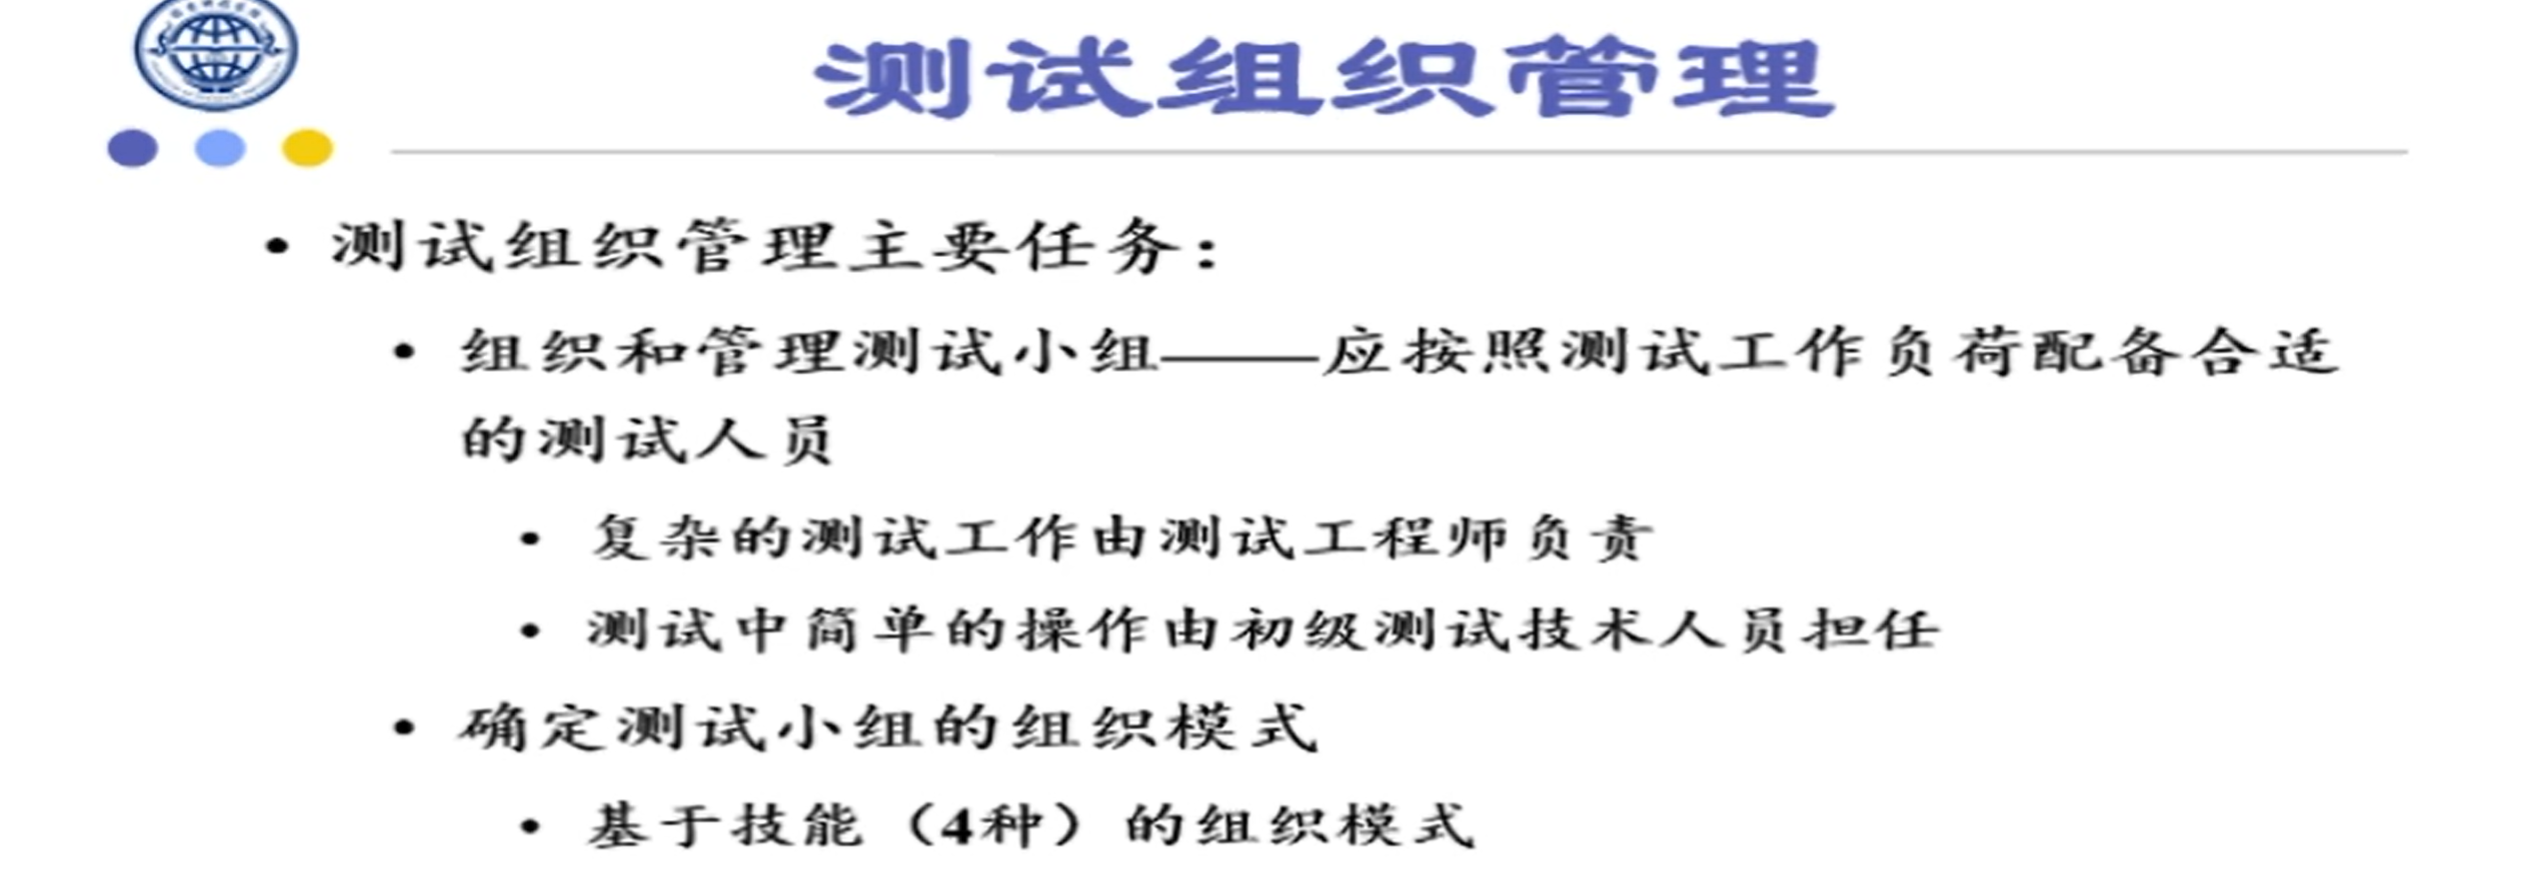 测试组织管理
• 测试组织管理主要任务：
• 组织和管理测试小组——应按照测试工作负荷配备合适
的测试人员
• 复杂的测试工作由测试工程师负责
• 测试中简单的操作由初级测试技术人员担任
• 确定测试小组的组织模式
• 基于技能（4种）的组织模式